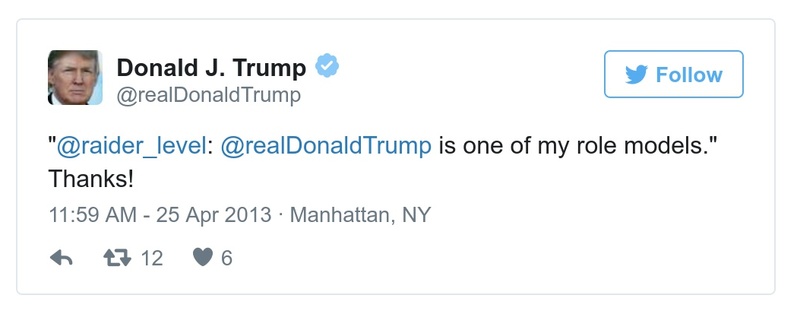 Donald J. Trump
@realDonaldTrump
Follow
"@raider_level: @realDonaldTrump is one of my role models."
Thanks!
11:59 AM - 25 Apr 2013 · Manhattan, NY
12 6